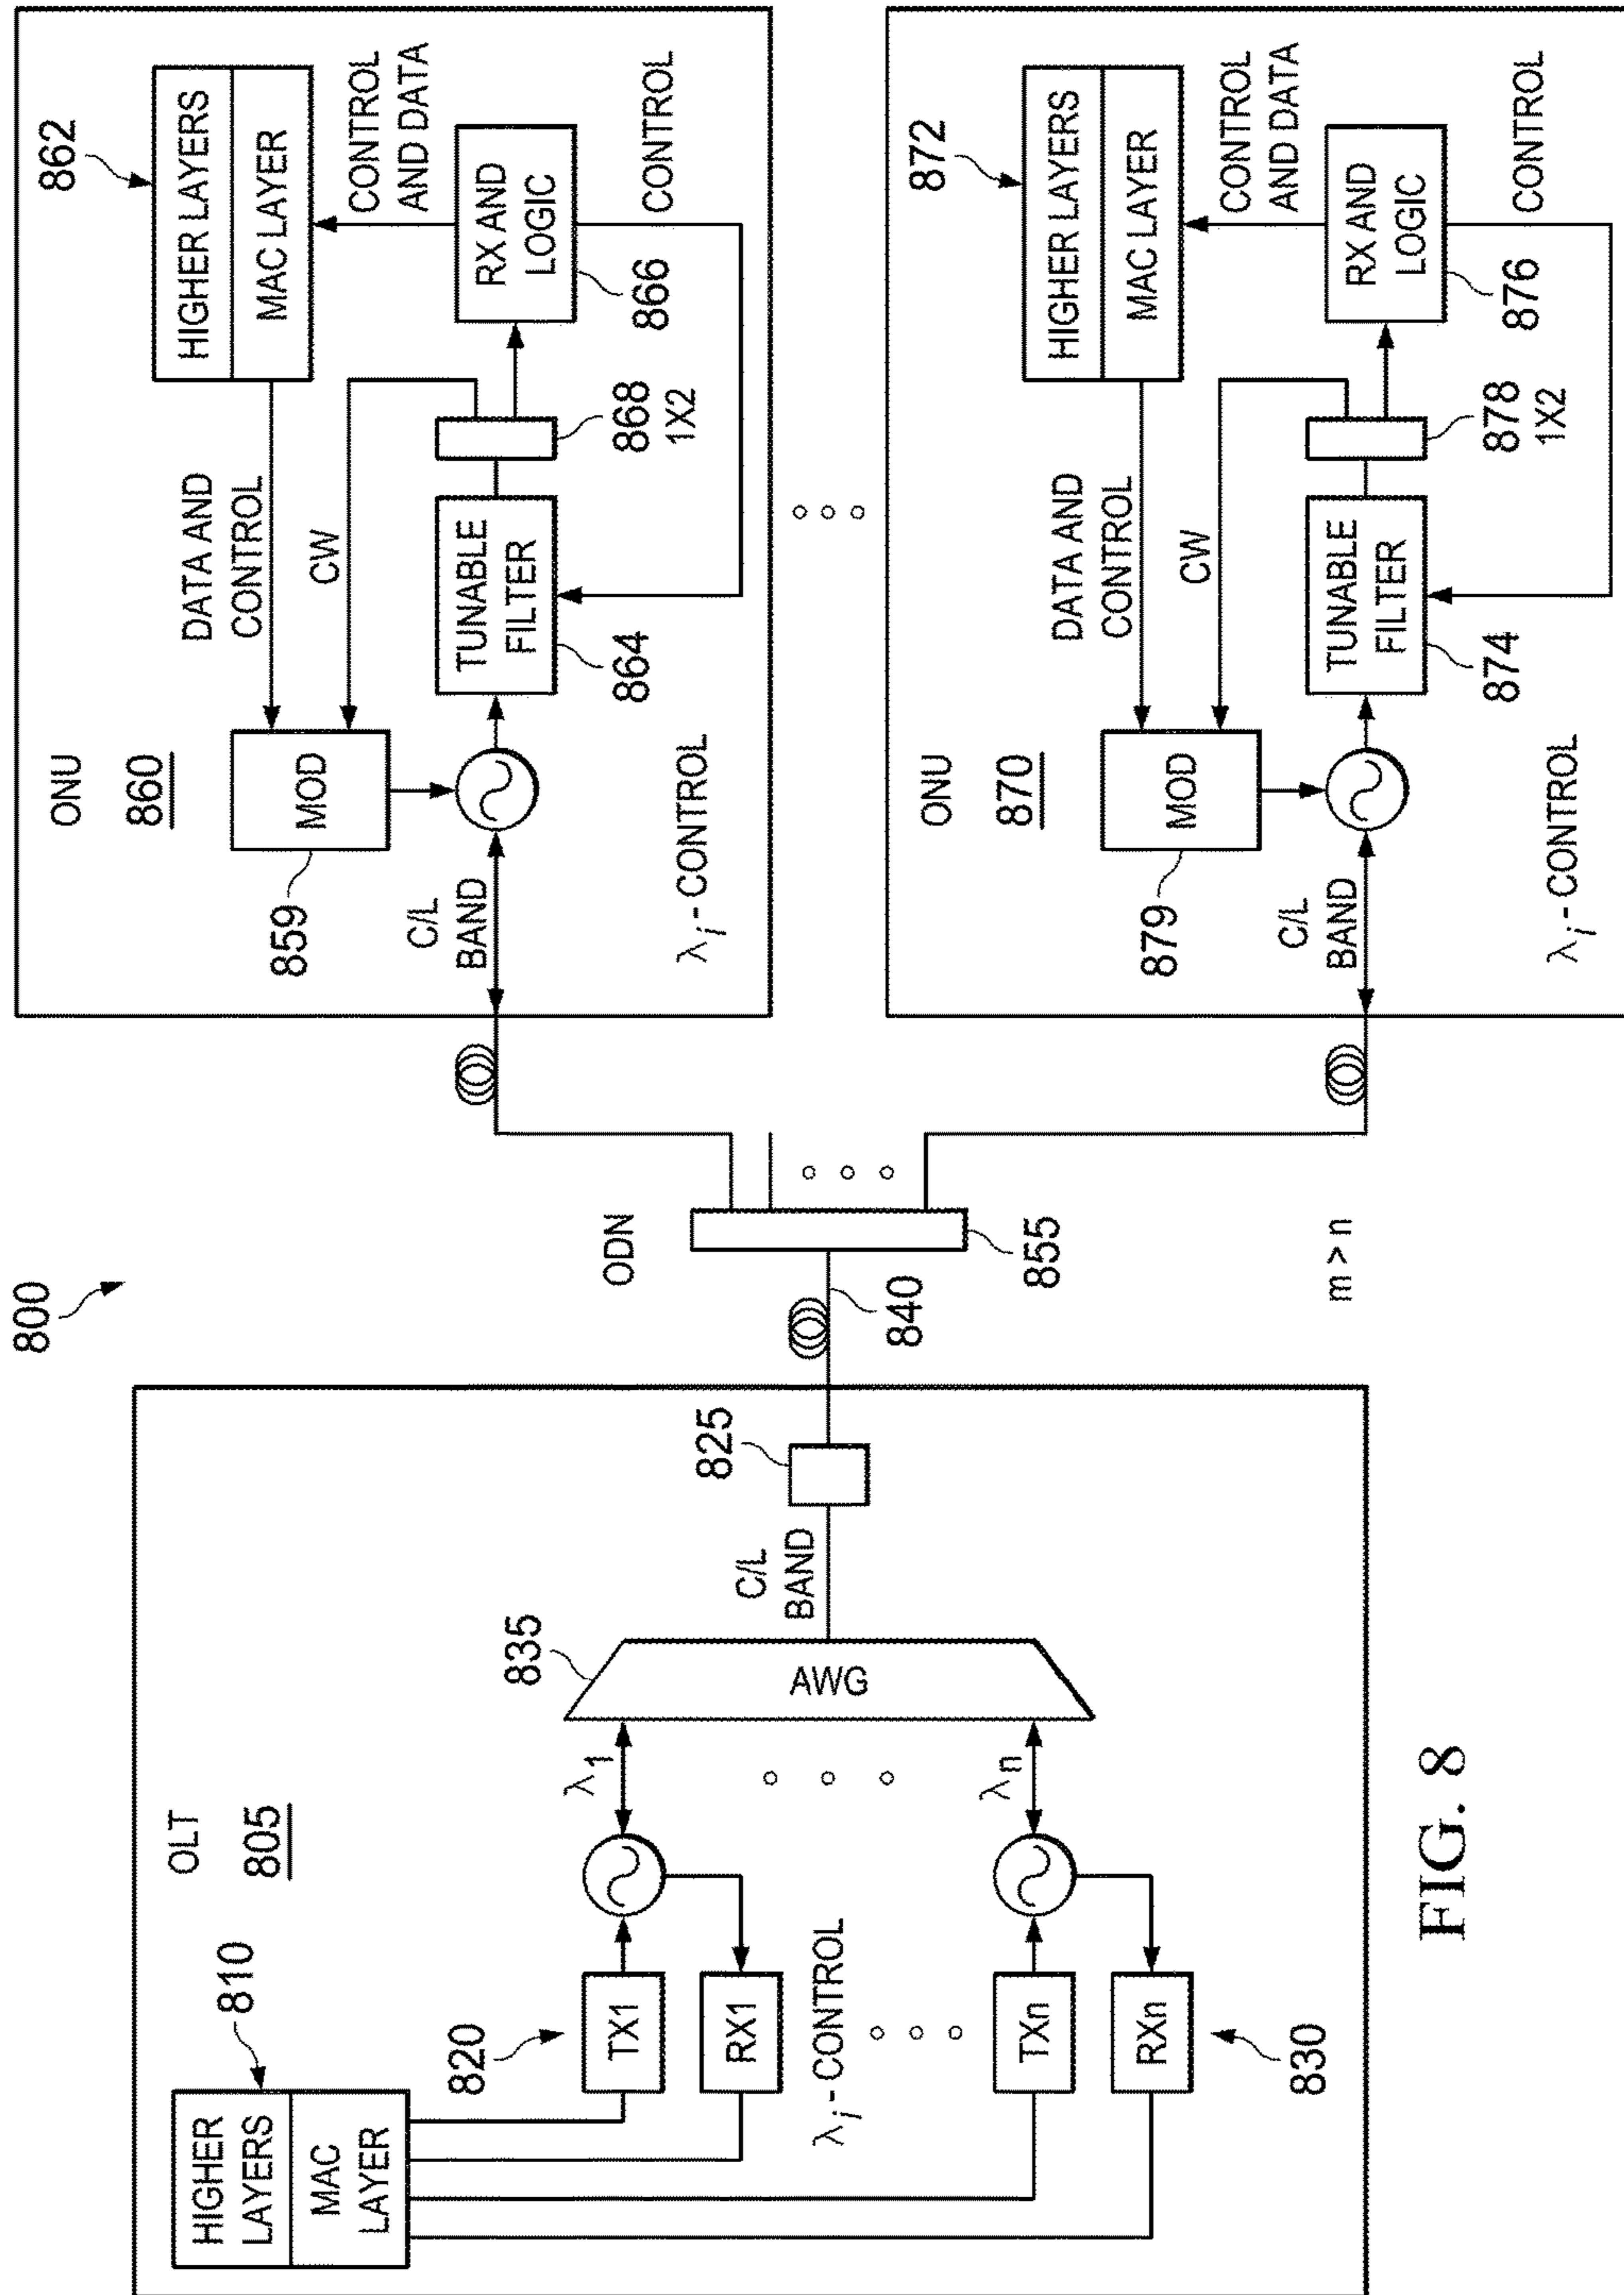 800
OLT
805
810
HIGHER
LAYERS
MAC
LAYER
820
TX1
RX1
λi - CONTROL
TXn
RXn
830
λ1
λn
835
AWG
C/L
BAND
825
840
ODN
855
m > n
ONU
860
859
MOD
C/L
BAND
λi - CONTROL
DATA AND
CONTROL
CW
TUNABLE
FILTER
864
868
1X2
862
HIGHER LAYERS
MAC LAYER
CONTROL
AND DATA
RX AND
LOGIC
866
CONTROL
ONU
870
879
MOD
C/L
BAND
λi - CONTROL
DATA AND
CONTROL
CW
TUNABLE
FILTER
874
878
1X2
872
HIGHER LAYERS
MAC LAYER
CONTROL
AND DATA
RX AND
LOGIC
876
CONTROL
FIG. 8